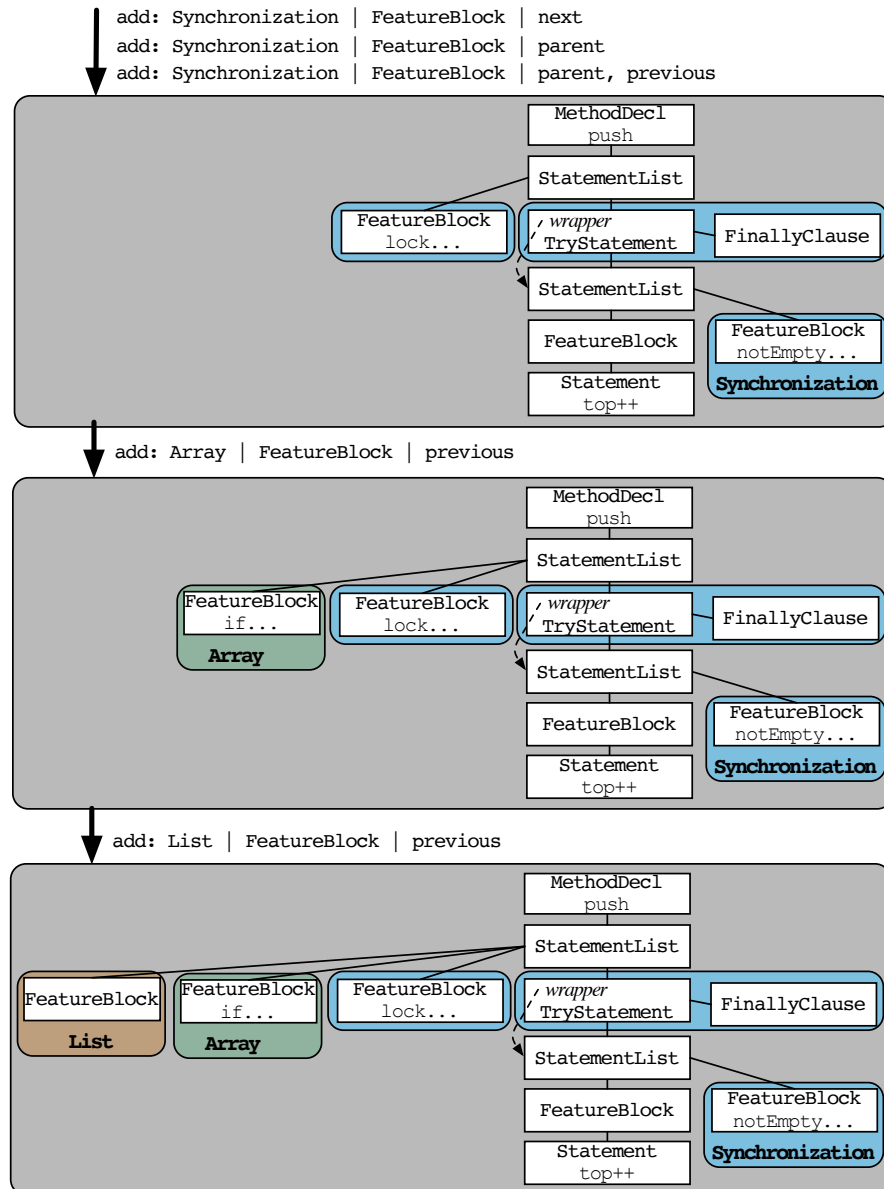 add: Synchronization | FeatureBlock | next
add: Synchronization | FeatureBlock | parent
add: Synchronization | FeatureBlock | parent, previous
MethodDecl
push
StatementList
FeatureBlock
lock...
wrapper
TryStatement
FinallyClause
StatementList
FeatureBlock
FeatureBlock
notEmpty...
Synchronization
Statement
top++
add: Array | FeatureBlock | previous
MethodDecl
push
StatementList
FeatureBlock
if...
Array
FeatureBlock
lock...
wrapper
TryStatement
FinallyClause
StatementList
FeatureBlock
FeatureBlock
notEmpty...
Synchronization
Statement
top++
add: List | FeatureBlock | previous
MethodDecl
push
StatementList
FeatureBlock
List
FeatureBlock
if...
Array
FeatureBlock
lock...
wrapper
TryStatement
FinallyClause
StatementList
FeatureBlock
FeatureBlock
notEmpty...
Synchronization
Statement
top++